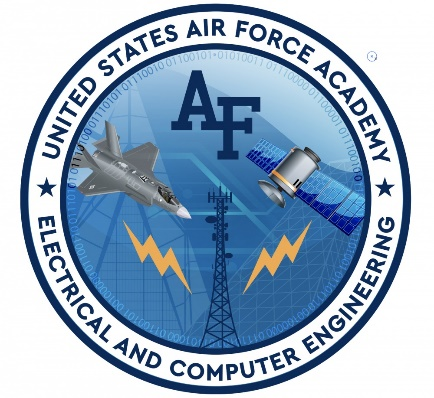 UNITED STATES AIR FORCE ACADEMY
AF
ELECTRICAL AND COMPUTER ENGINEERING